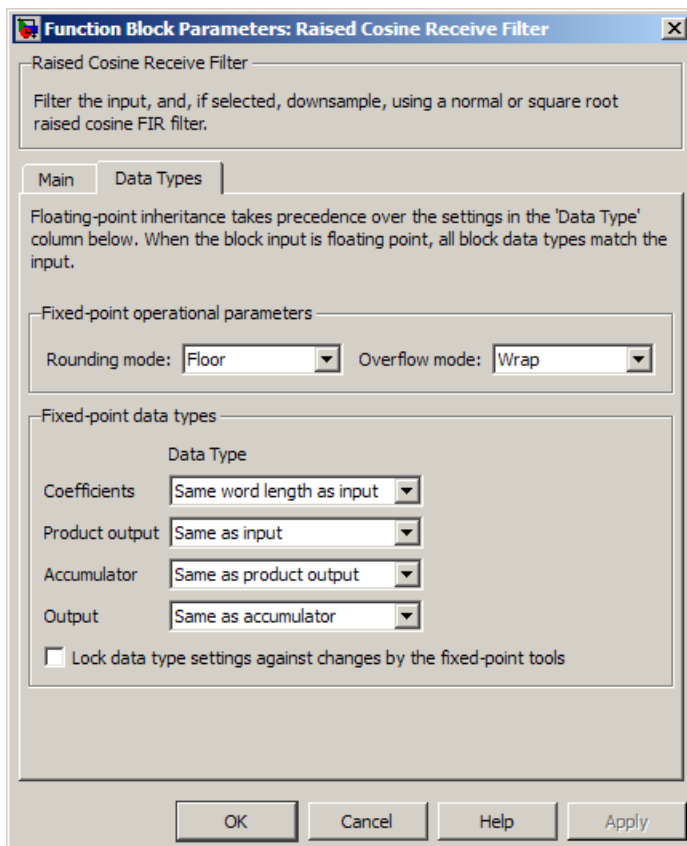 Function Block Parameters: Raised Cosine Receive Filter
Raised Cosine Receive Filter
Filter the input, and, if selected, downsample, using a normal or square root
raised cosine FIR filter.
Main Data Types
Floating-point inheritance takes precedence over the settings in the 'Data Type'
column below. When the block input is floating point, all block data types match the
input.
Fixed-point operational parameters
Rounding mode: Floor Overflow mode: Wrap
Fixed-point data types
Data Type
Coefficients Same word length as input
Product output Same as input
Accumulator Same as product output
Output Same as accumulator
Lock data type settings against changes by the fixed-point tools
OK Cancel Help Apply